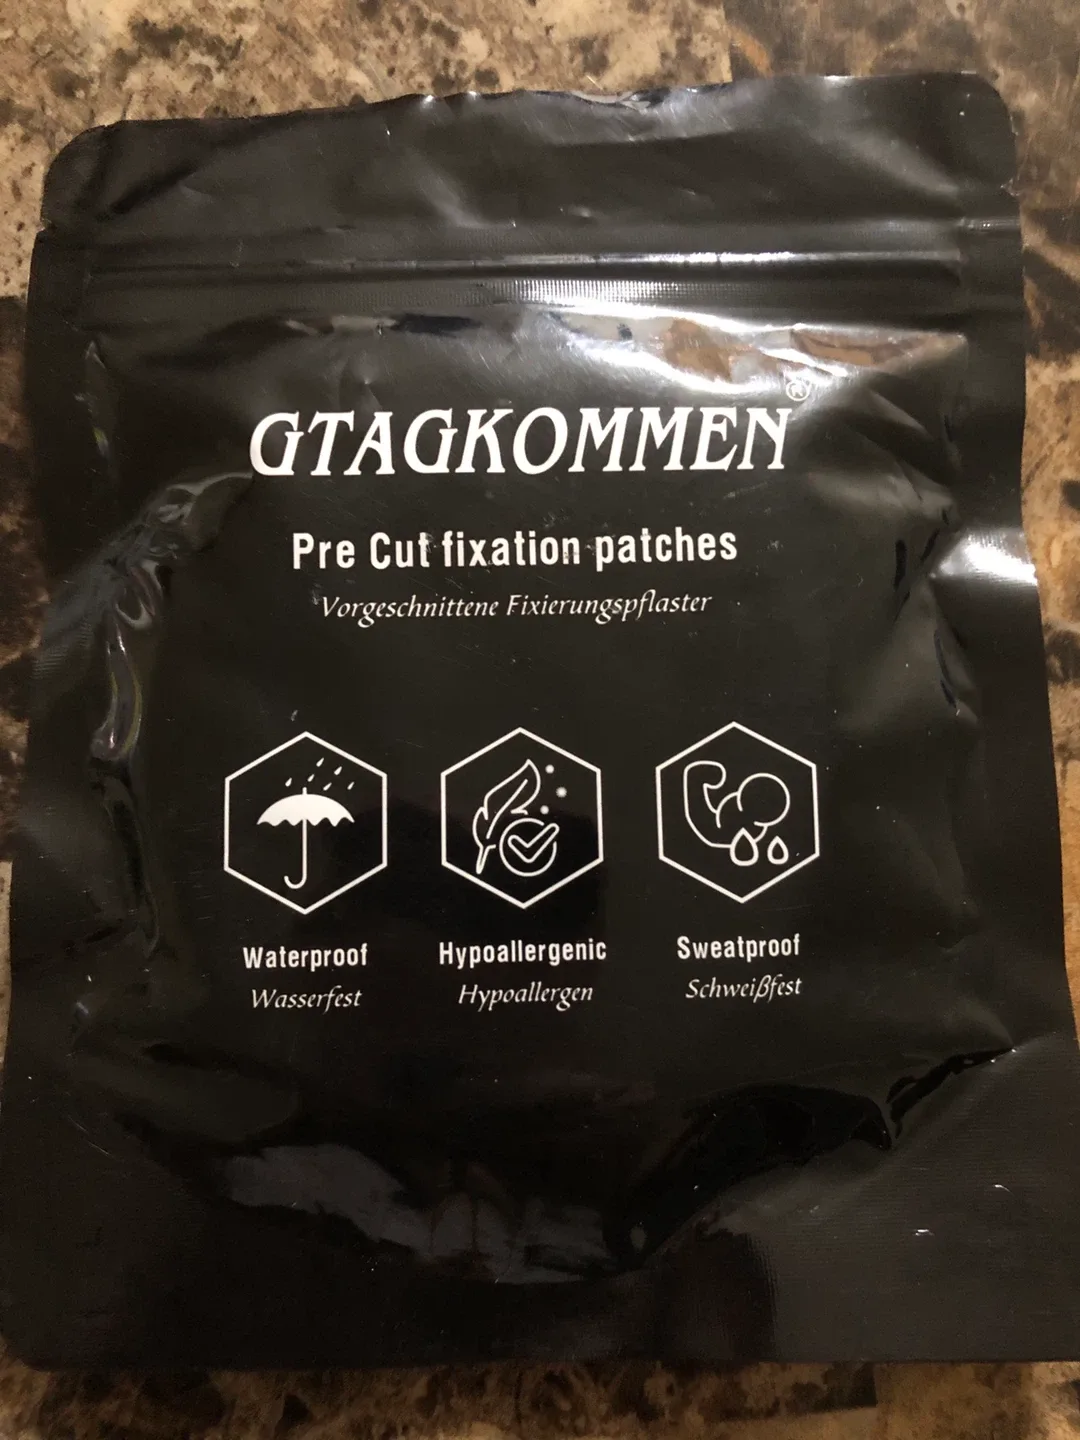 GTAGKOMMEN®
Pre Cut fixation patches
Vorgeschnittene Fixierungspflaster
Waterproof Hypoallergenic Sweatproof
Wasserfest Hypoallergen Schweißfest